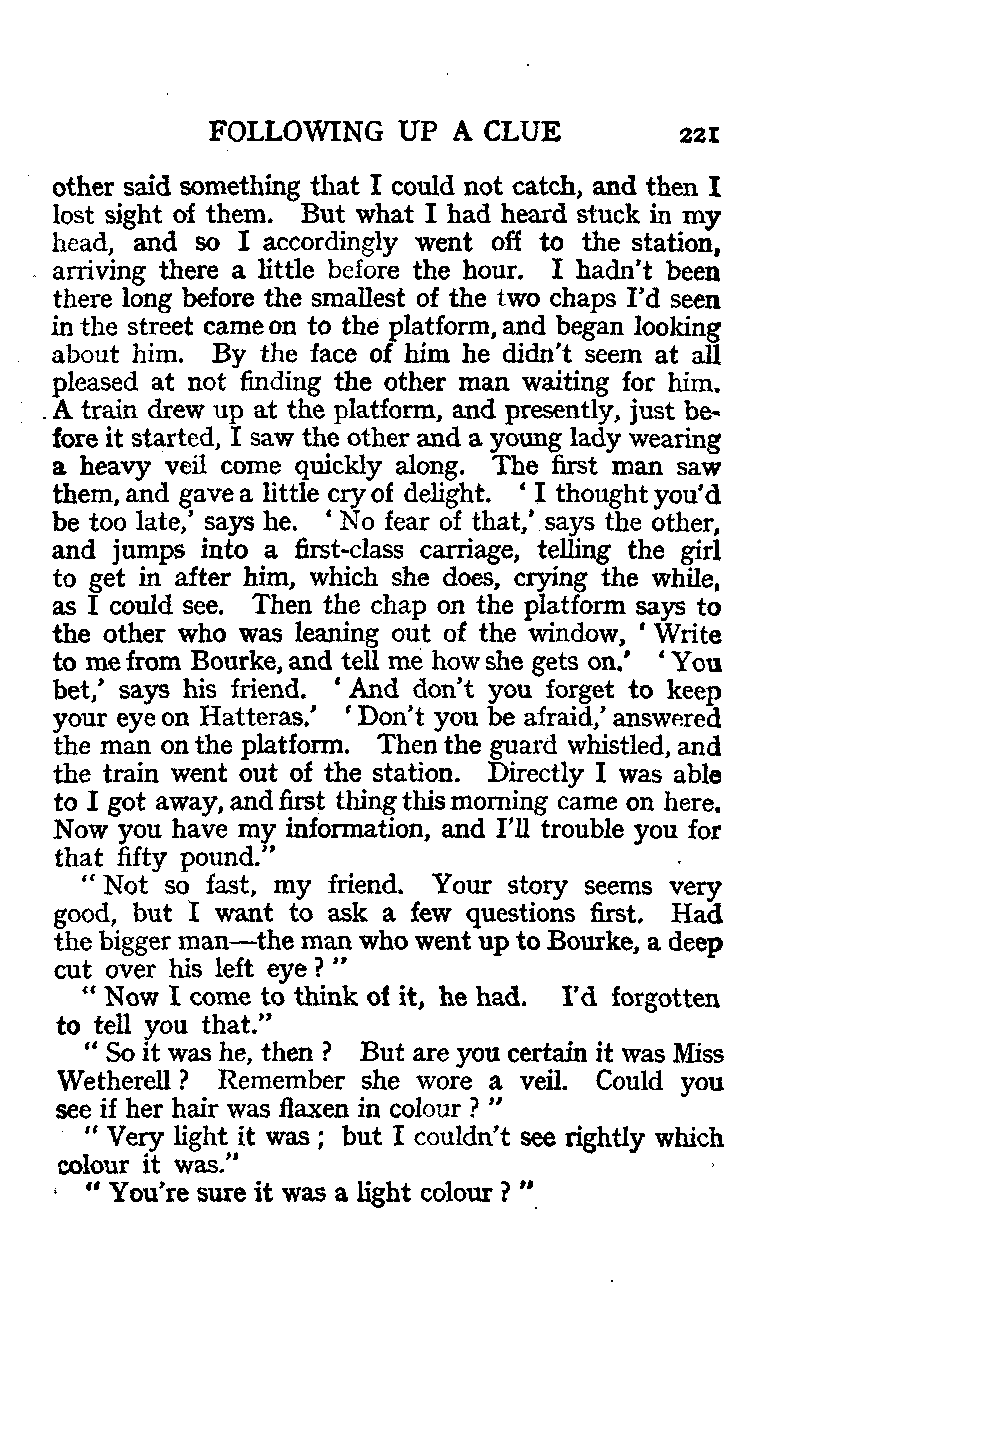 FOLLOWING UP A CLUE 221
other said something that I could not catch, and then I
lost sight of them. But what I had heard stuck in my
head, and so I accordingly went off to the station,
arriving there a little before the hour. I hadn't been
there long before the smallest of the two chaps I'd seen
in the street came on to the platform, and began looking
about him. By the face of him he didn't seem at all
pleased at not finding the other man waiting for him.
A train drew up at the platform, and presently, just be-
fore it started, I saw the other and a young lady wearing
a heavy veil come quickly along. The first man saw
them, and gave a little cry of delight. ' I thought you'd
be too late,' says he. ' No fear of that,' says the other,
and jumps into a first-class carriage, telling the girl
to get in after him, which she does, crying the while,
as I could see. Then the chap on the platform says to
the other who was leaning out of the window, ' Write
to me from Bourke, and tell me how she gets on.' ' You
bet,' says his friend. ' And don't you forget to keep
your eye on Hatteras.' ' Don't you be afraid,' answered
the man on the platform. Then the guard whistled, and
the train went out of the station. Directly I was able
to I got away, and first thing this morning came on here.
Now you have my information, and I'll trouble you for
that fifty pound."
" Not so fast, my friend. Your story seems very
good, but I want to ask a few questions first. Had
the bigger man—the man who went up to Bourke, a deep
cut over his left eye ? "
" Now I come to think of it, he had. I'd forgotten
to tell you that."
" So it was he, then ? But are you certain it was Miss
Wetherell ? Remember she wore a veil. Could you
see if her hair was flaxen in colour ? "
" Very light it was ; but I couldn't see rightly which
colour it was."
" You're sure it was a light colour ? "